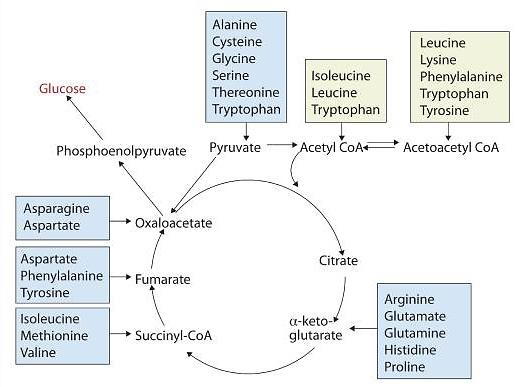 Alanine
Cysteine
Glycine
Serine
Thereonine
Tryptophan
Isoleucine
Leucine
Tryptophan
Leucine
Lysine
Phenylalanine
Tryptophan
Tyrosine
Glucose
Phosphoenolpyruvate
Pyruvate
Acetyl CoA
Acetoacetyl CoA
Asparagine
Aspartate
Oxaloacetate
Aspartate
Phenylalanine
Tyrosine
Fumarate
Citrate
Isoleucine
Methionine
Valine
Succinyl-CoA
α-keto-
glutarate
Arginine
Glutamate
Glutamine
Histidine
Proline